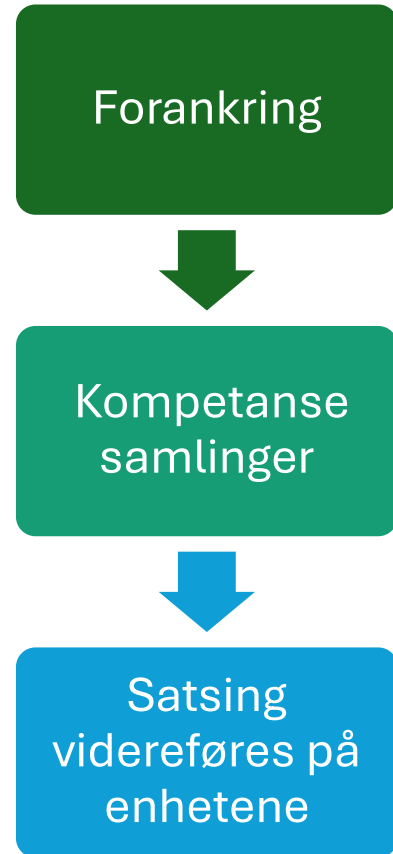 Forankring
Kompetanse
samlinger
Satsing
videreføres på
enhetene